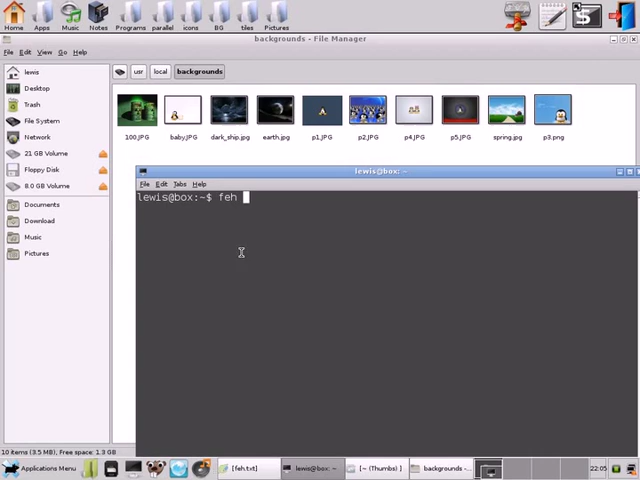 Home Apps Music Notes Programs parallel icons BG tiles Pictures
backgrounds - File Manager
File Edit View Go Help
lewis
Desktop
Trash
File System
Network
21 GB Volume
Floppy Disk
8.0 GB Volume
Documents
Download
Music
Pictures
usr local backgrounds
100.JPG baby.JPG dark_ship.jpg earth.jpg p1.JPG p2.JPG p4.JPG p5.JPG spring.jpg p3.png
lewis@box: ~
File Edit Tabs Help
lewis@box:~$ feh
10 items (3.5 MB), Free space: 1.3 GB
Applications Menu [feh.txt] lewis@box: ~ [~ (Thumbs) ] backgrounds -... 22:05